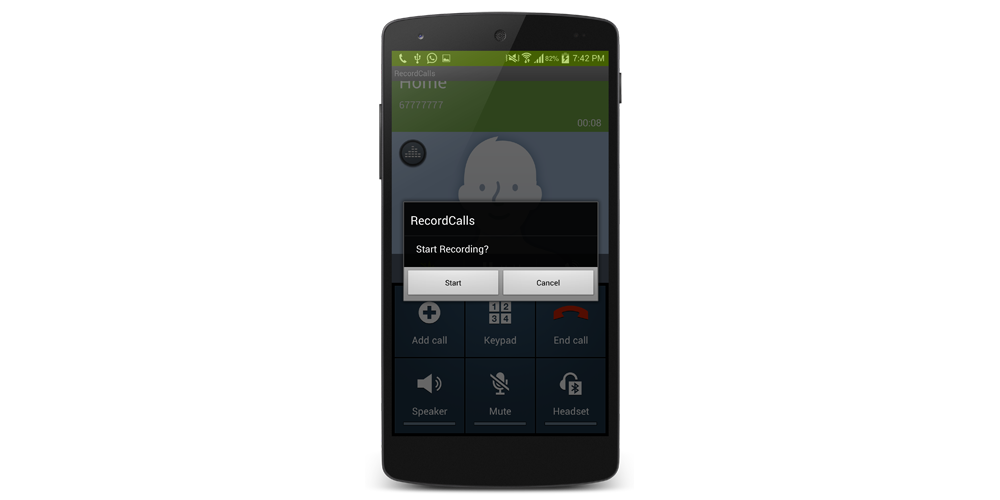 82% 7:42 PM
RecordCalls
Home
67777777
00:08
RecordCalls
Start Recording?
Start Cancel
Add call Keypad End call
1 2
3 4
Speaker Mute Headset